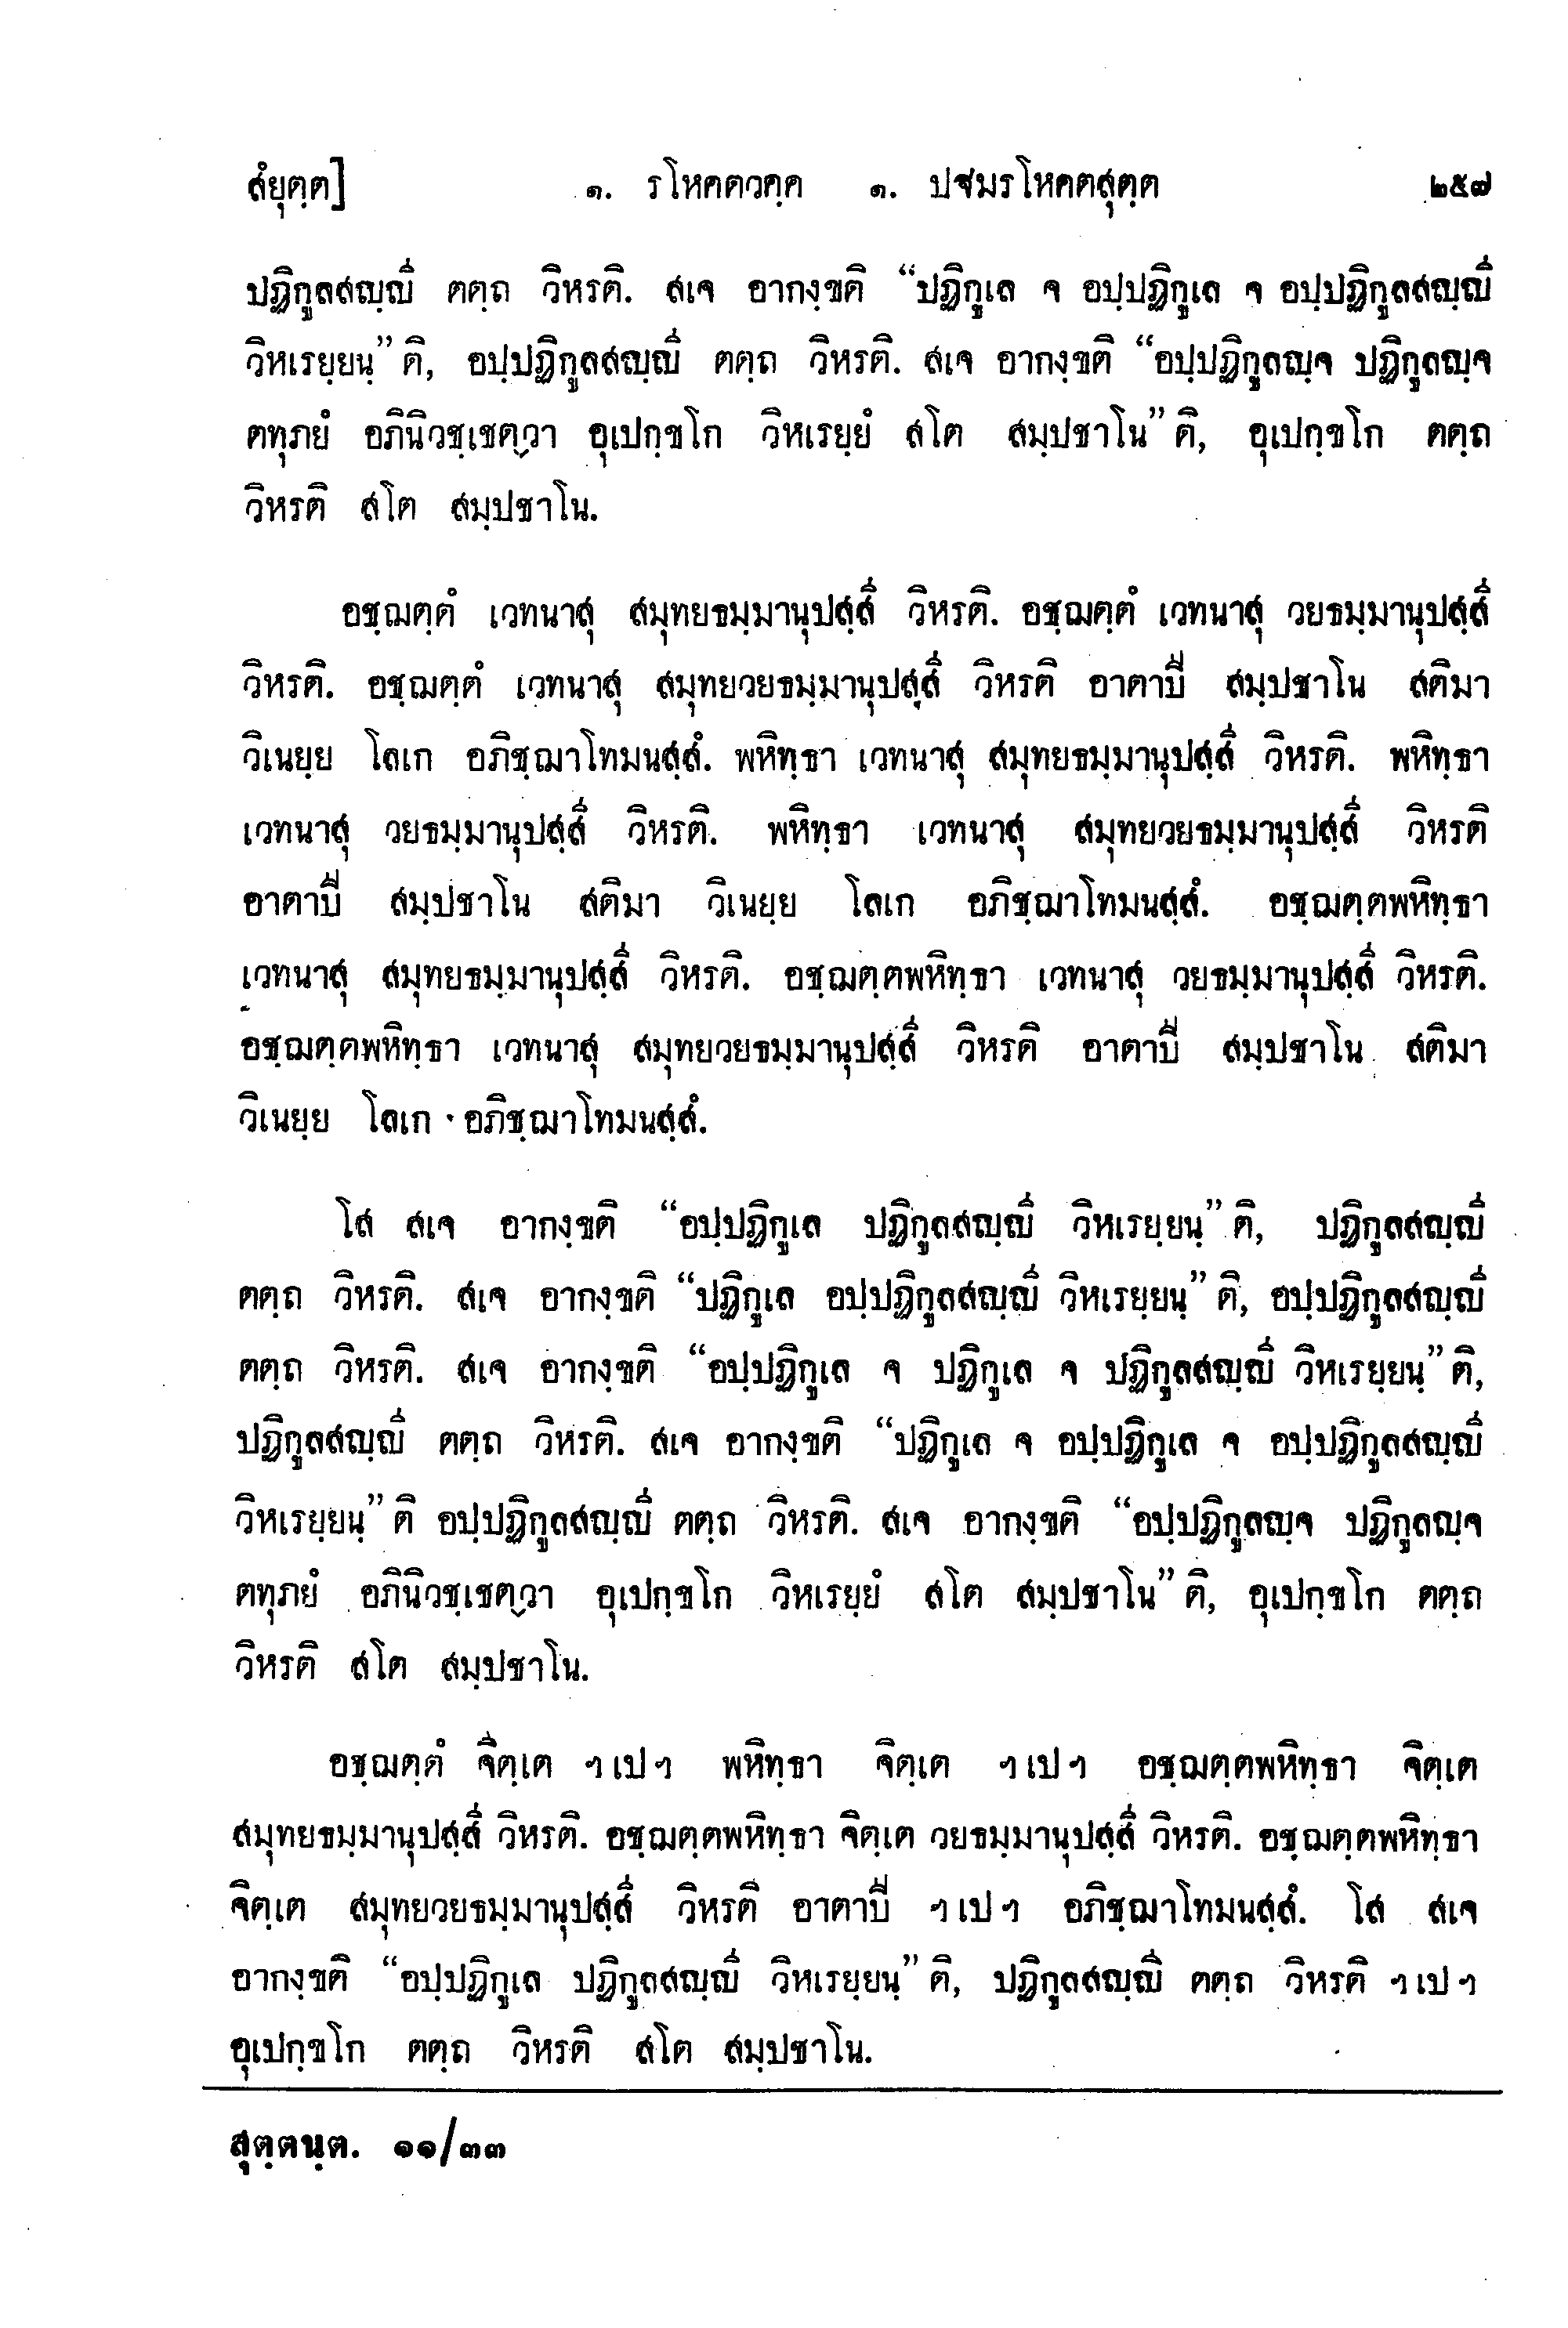 สํยุตฺต]	๑. รโหคตวคฺค ๑. ปฐมรโหคตสุตฺต	๒๕๗
ปฏิกูลสญฺญี ตตฺถ วิหรติ. สเจ อากงฺขติ “ปฏิกูเล จ อปฺปฏิกูเล จ อปฺปฏิกูลสญฺญี
วิหเรยฺยนฺ” ติ, อปฺปฏิกูลสญฺญี ตตฺถ วิหรติ. สเจ อากงฺขติ “อปฺปฏิกูลญฺจ ปฏิกูลญฺจ
ตทุภยํ อภินิวชฺเชตฺวา อุเปกฺขโก วิหเรยฺยํ สโต สมฺปชาโน” ติ, อุเปกฺขโก ตตฺถ
วิหรติ สโต สมฺปชาโน.
อชฺฌตฺตํ เวทนาสุ สมุทยธมฺมานุปสฺสี วิหรติ. อชฺฌตฺตํ เวทนาสุ วยธมฺมานุปสฺสี
วิหรติ. อชฺฌตฺตํ เวทนาสุ สมุทยวยธมฺมานุปสฺสี วิหรติ อาตาปี สมฺปชาโน สติมา
วิเนยฺย โลเก อภิชฺฌาโทมนสฺสํ. พหิทฺธา เวทนาสุ สมุทยธมฺมานุปสฺสี วิหรติ. พหิทฺธา
เวทนาสุ วยธมฺมานุปสฺสี วิหรติ. พหิทฺธา เวทนาสุ สมุทยวยธมฺมานุปสฺสี วิหรติ
อาตาปี สมฺปชาโน สติมา วิเนยฺย โลเก อภิชฺฌาโทมนสฺสํ. อชฺฌตฺตพหิทฺธา
เวทนาสุ สมุทยธมฺมานุปสฺสี วิหรติ. อชฺฌตฺตพหิทฺธา เวทนาสุ วยธมฺมานุปสฺสี วิหรติ.
อชฺฌตฺตพหิทฺธา เวทนาสุ สมุทยวยธมฺมานุปสฺสี วิหรติ อาตาปี สมฺปชาโน สติมา
วิเนยฺย โลเก อภิชฺฌาโทมนสฺสํ.
โส สเจ อากงฺขติ “อปฺปฏิกูเล ปฏิกูลสญฺญี วิหเรยฺยนฺ” ติ, ปฏิกูลสญฺญี
ตตฺถ วิหรติ. สเจ อากงฺขติ “ปฏิกูเล อปฺปฏิกูลสญฺญี วิหเรยฺยนฺ” ติ, อปฺปฏิกูลสญฺญี
ตตฺถ วิหรติ. สเจ อากงฺขติ “อปฺปฏิกูเล จ ปฏิกูเล จ ปฏิกูลสญฺญี วิหเรยฺยนฺ” ติ,
ปฏิกูลสญฺญี ตตฺถ วิหรติ. สเจ อากงฺขติ “ปฏิกูเล จ อปฺปฏิกูเล จ อปฺปฏิกูลสญฺญี
วิหเรยฺยนฺ” ติ อปฺปฏิกูลสญฺญี ตตฺถ วิหรติ. สเจ อากงฺขติ “อปฺปฏิกูลญฺจ ปฏิกูลญฺจ
ตทุภยํ อภินิวชฺเชตฺวา อุเปกฺขโก วิหเรยฺยํ สโต สมฺปชาโน” ติ, อุเปกฺขโก ตตฺถ
วิหรติ สโต สมฺปชาโน.
อชฺฌตฺตํ จิตฺเต ฯเปฯ พหิทฺธา จิตฺเต ฯเปฯ อชฺฌตฺตพหิทฺธา จิตฺเต
สมุทยธมฺมานุปสฺสี วิหรติ. อชฺฌตฺตพหิทฺธา จิตฺเต วยธมฺมานุปสฺสี วิหรติ. อชฺฌตฺตพหิทฺธา
จิตฺเต สมุทยวยธมฺมานุปสฺสี วิหรติ อาตาปี ฯเปฯ อภิชฺฌาโทมนสฺสํ. โส สเจ
อากงฺขติ “อปฺปฏิกูเล ปฏิกูลสญฺญี วิหเรยฺยนฺ” ติ, ปฏิกูลสญฺญี ตตฺถ วิหรติ ฯเปฯ
อุเปกฺขโก ตตฺถ วิหรติ สโต สมฺปชาโน.
สุตฺตนฺต. ๑๑/๓๓